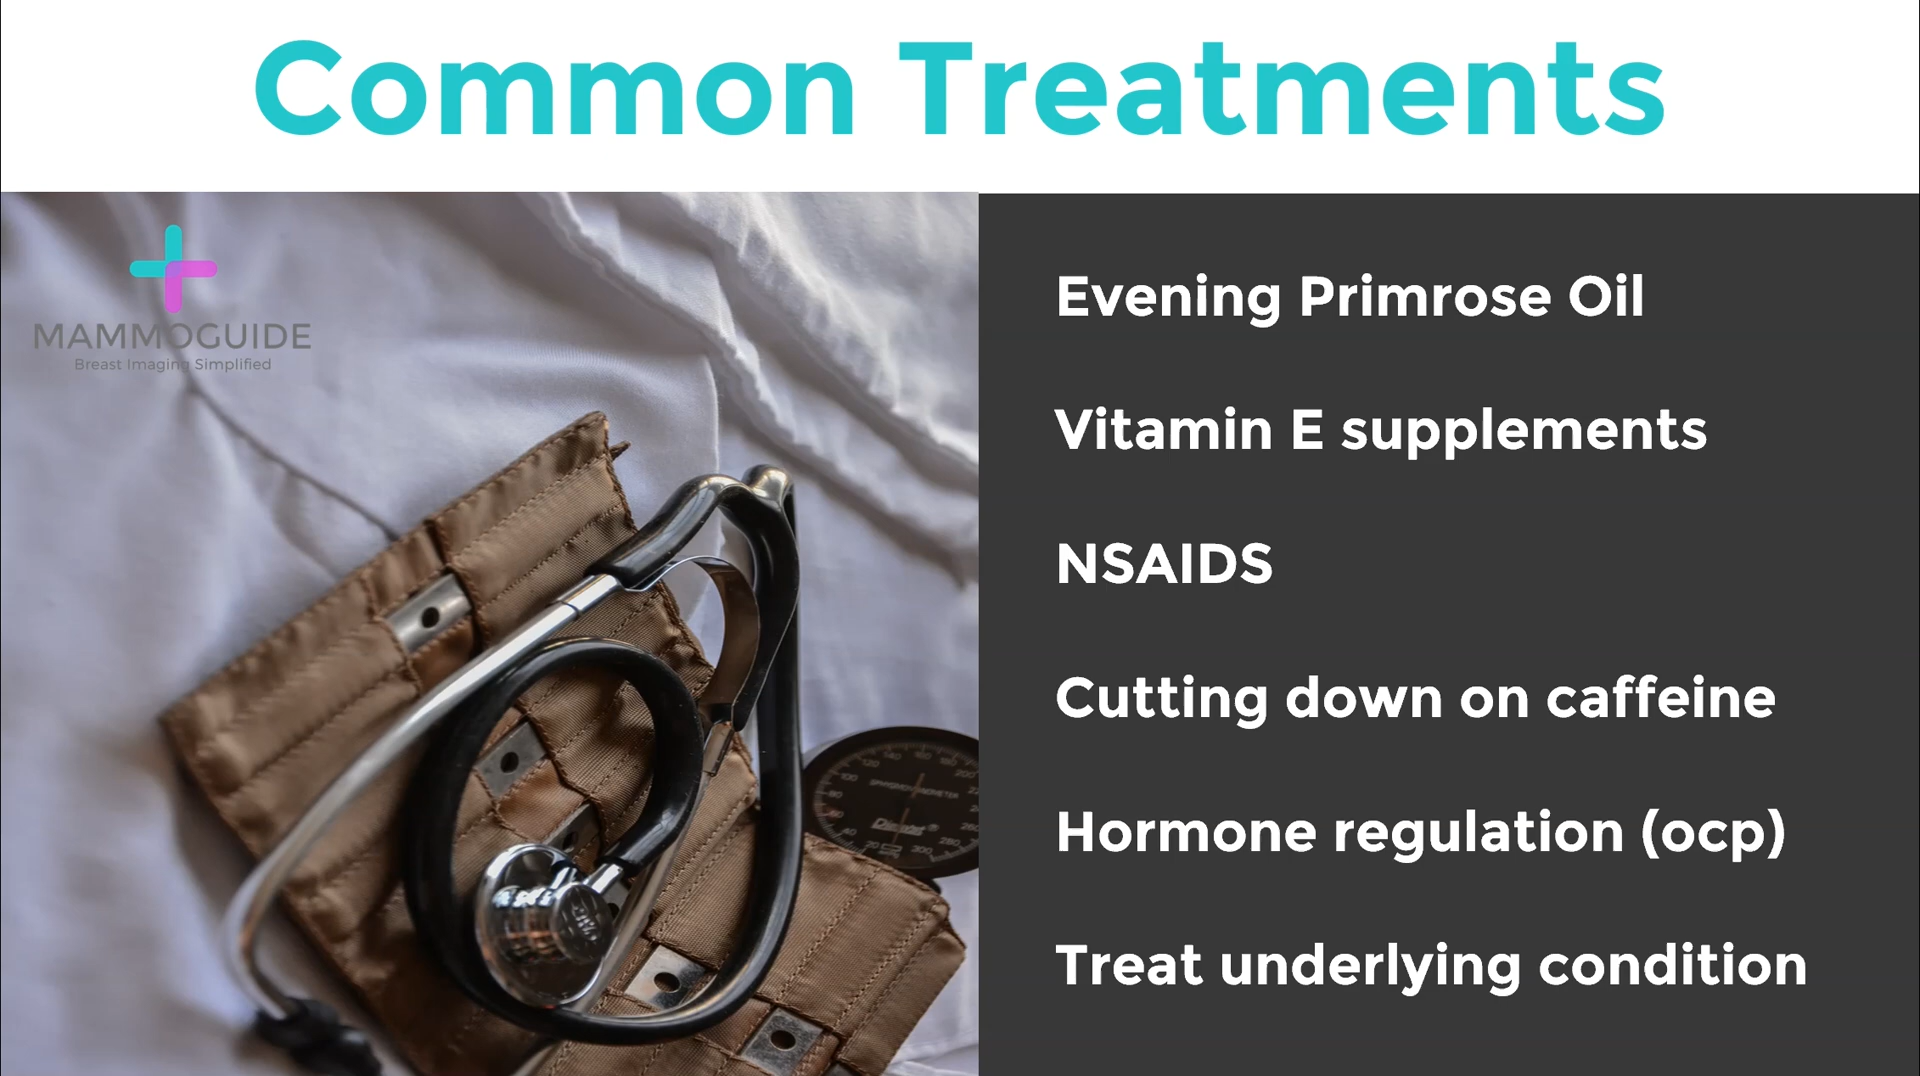 Common Treatments
MAMMOGUIDE
Breast Imaging Simplified
Evening Primrose Oil
Vitamin E supplements
NSAIDS
Cutting down on caffeine
Hormone regulation (ocp)
Treat underlying condition